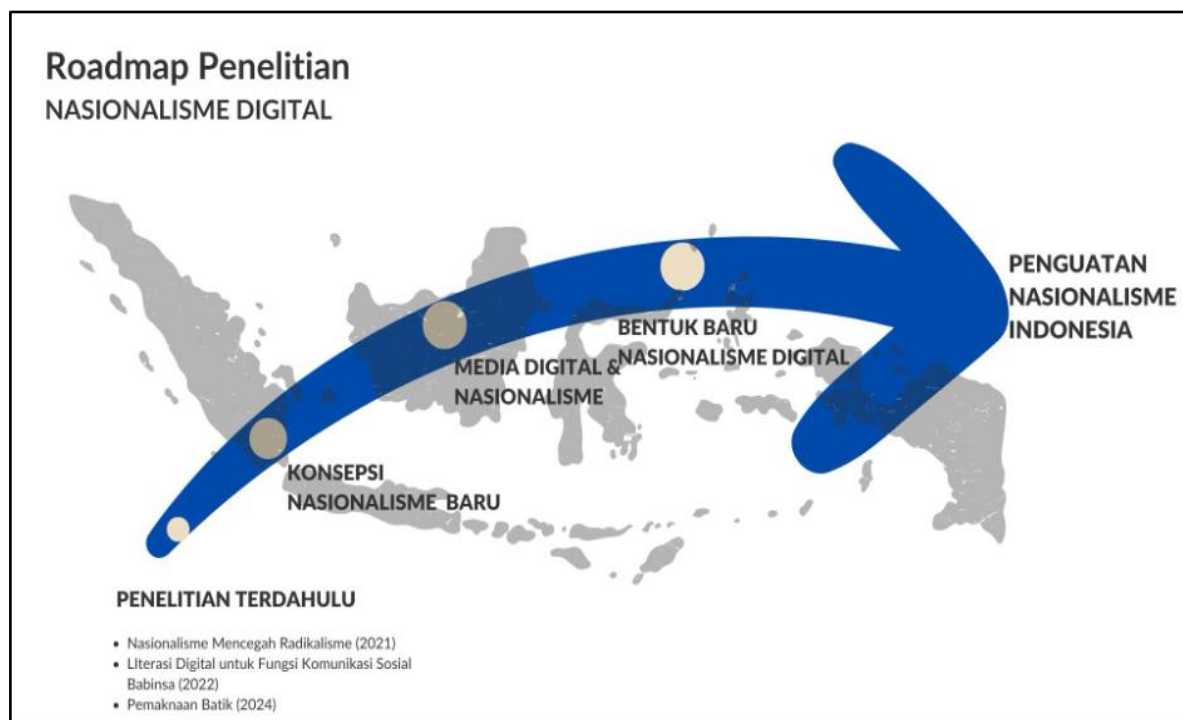 Roadmap Penelitian
NASIONALISME DIGITAL
PENGUATAN
NASIONALISME
INDONESIA
BENTUK BARU
NASIONALISME DIGITAL
MEDIA DIGITAL &
NASIONALISME
KONSEPSI
NASIONALISME BARU
PENELITIAN TERDAHULU
• Nasionalisme Mencegah Radikalisme (2021)
• LIterasi Digital untuk Fungsi Komunikasi Sosial
Babinsa (2022)
• Pemaknaan Batik (2024)